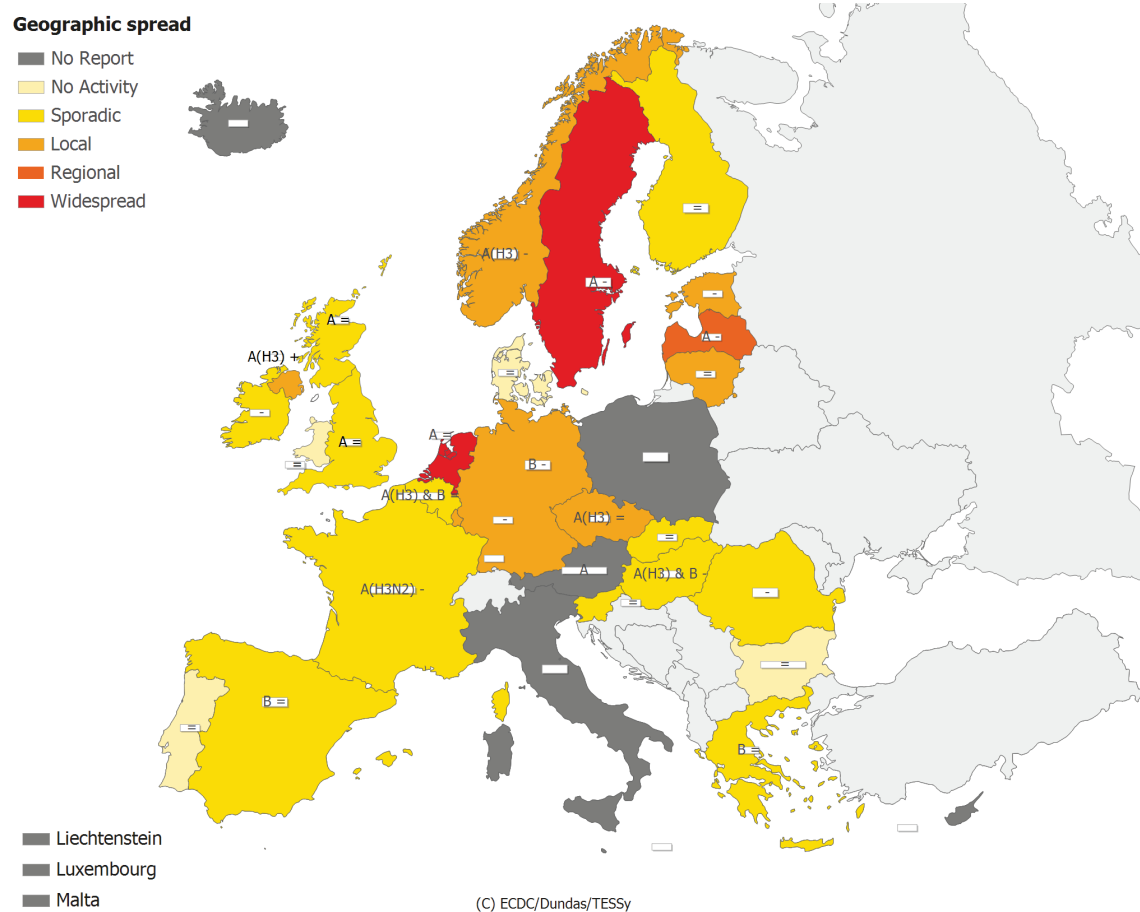 Geographic spread
No Report
No Activity
Sporadic
Local
Regional
Widespread
=
A(H3) -
A -
-
A =
A -
A(H3) +
=
=
-
A =
A =
B -
=
A(H3) & B =
-
A(H3) =
=
A
A(H3) & B -
A(H3N2) -
-
=
=
B =
=
B =
Liechtenstein
Luxembourg
Malta
(C) ECDC/Dundas/TESSy